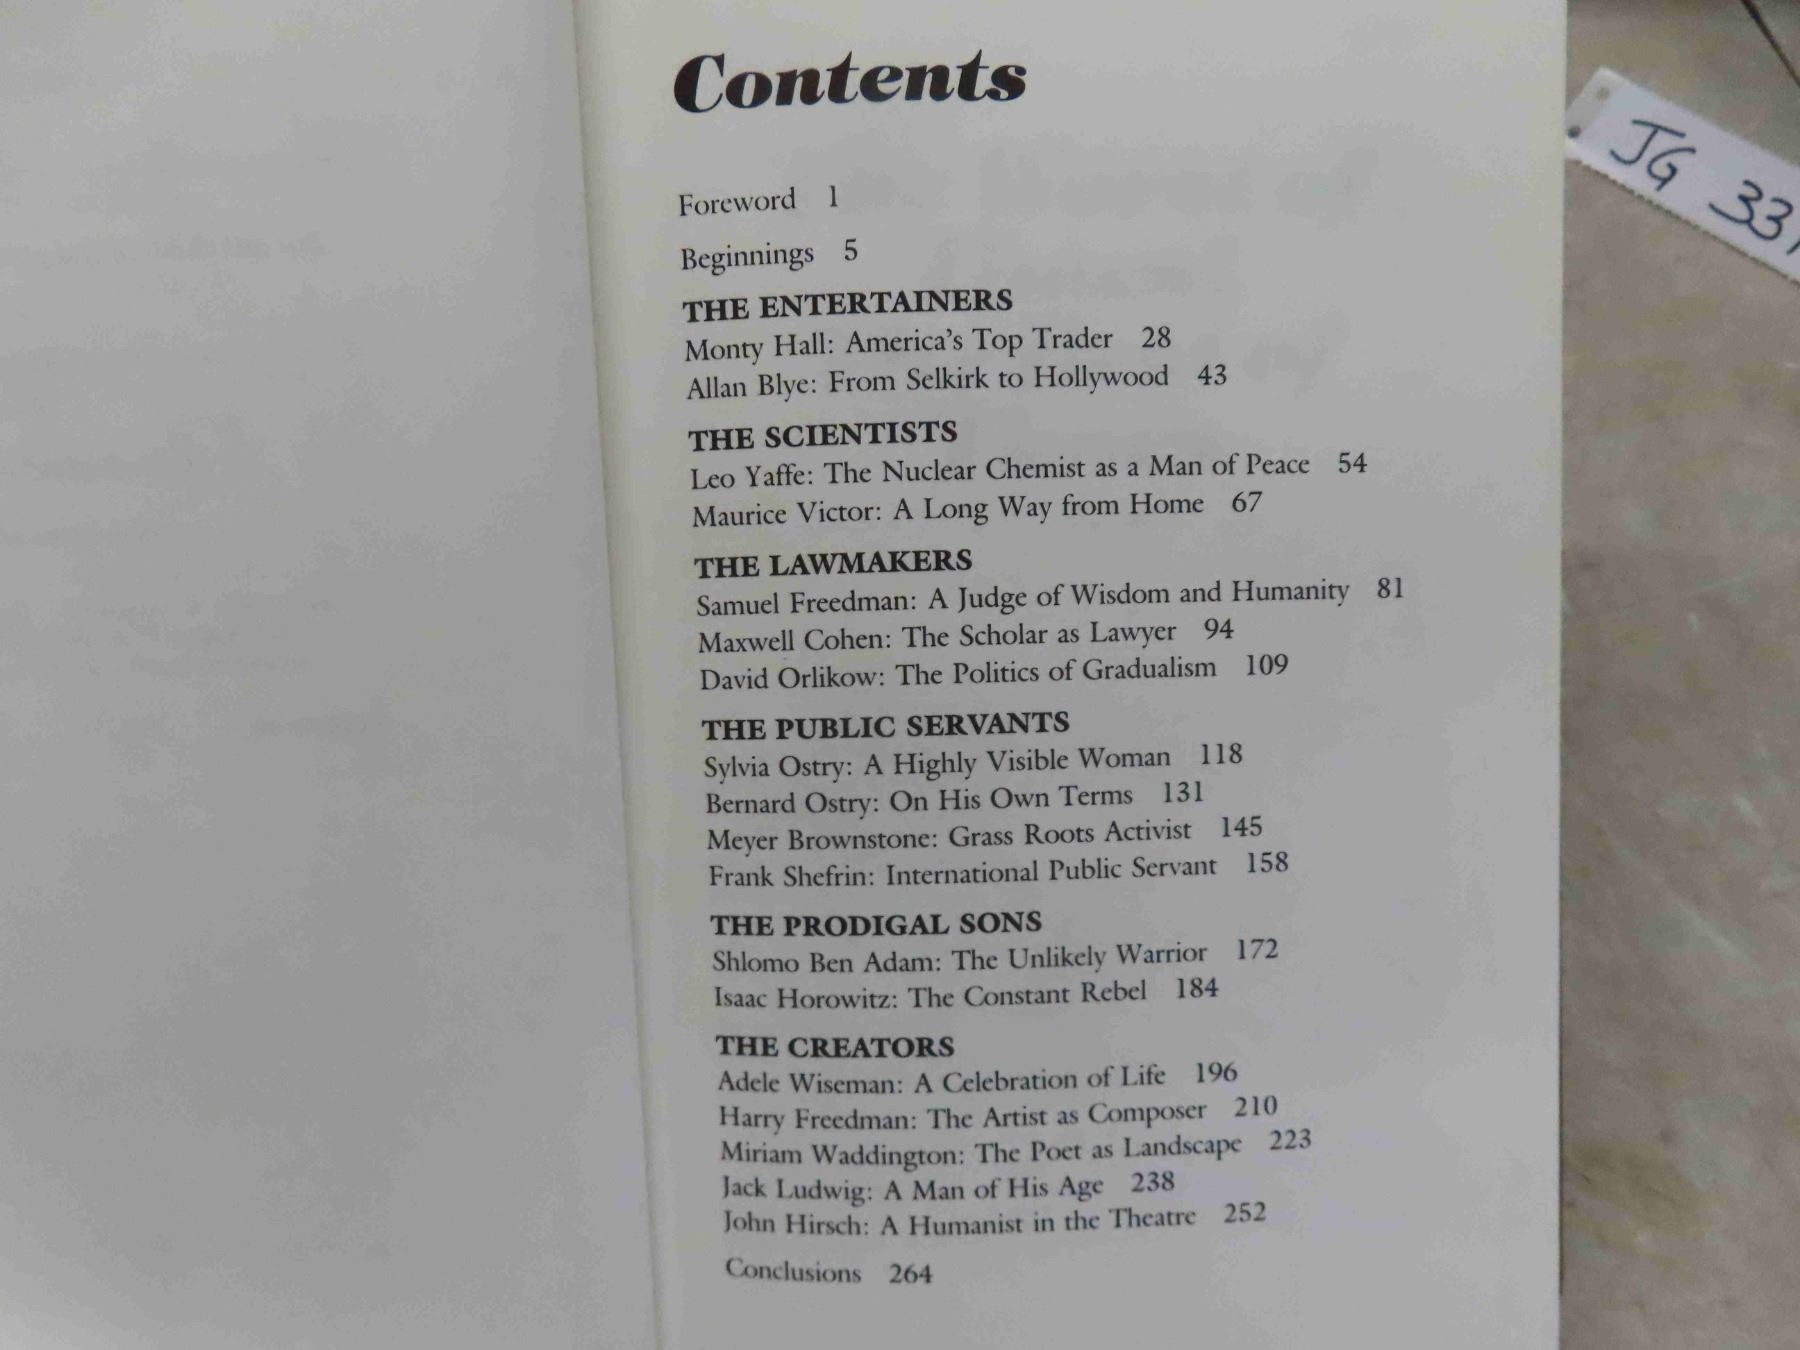 Contents
Foreword 1
Beginnings 5
THE ENTERTAINERS
Monty Hall: America's Top Trader 28
Allan Blye: From Selkirk to Hollywood 43
THE SCIENTISTS
Leo Yaffe: The Nuclear Chemist as a Man of Peace 54
Maurice Victor: A Long Way from Home 67
THE LAWMAKERS
Samuel Freedman: A Judge of Wisdom and Humanity 81
Maxwell Cohen: The Scholar as Lawyer 94
David Orlikow: The Politics of Gradualism 109
THE PUBLIC SERVANTS
Sylvia Ostry: A Highly Visible Woman 118
Bernard Ostry: On His Own Terms 131
Meyer Brownstone: Grass Roots Activist 145
Frank Shefrin: International Public Servant 158
THE PRODIGAL SONS
Shlomo Ben Adam: The Unlikely Warrior 172
Isaac Horowitz: The Constant Rebel 184
THE CREATORS
Adele Wiseman: A Celebration of Life 196
Harry Freedman: The Artist as Composer 210
Miriam Waddington: The Poet as Landscape 223
Jack Ludwig: A Man of His Age 238
John Hirsch: A Humanist in the Theatre 252
Conclusions 264
JG